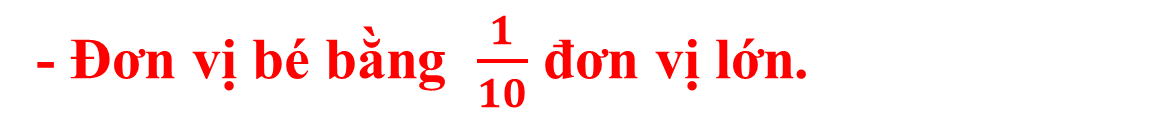 - Đơn vị bé bằng 1/10 đơn vị lớn.